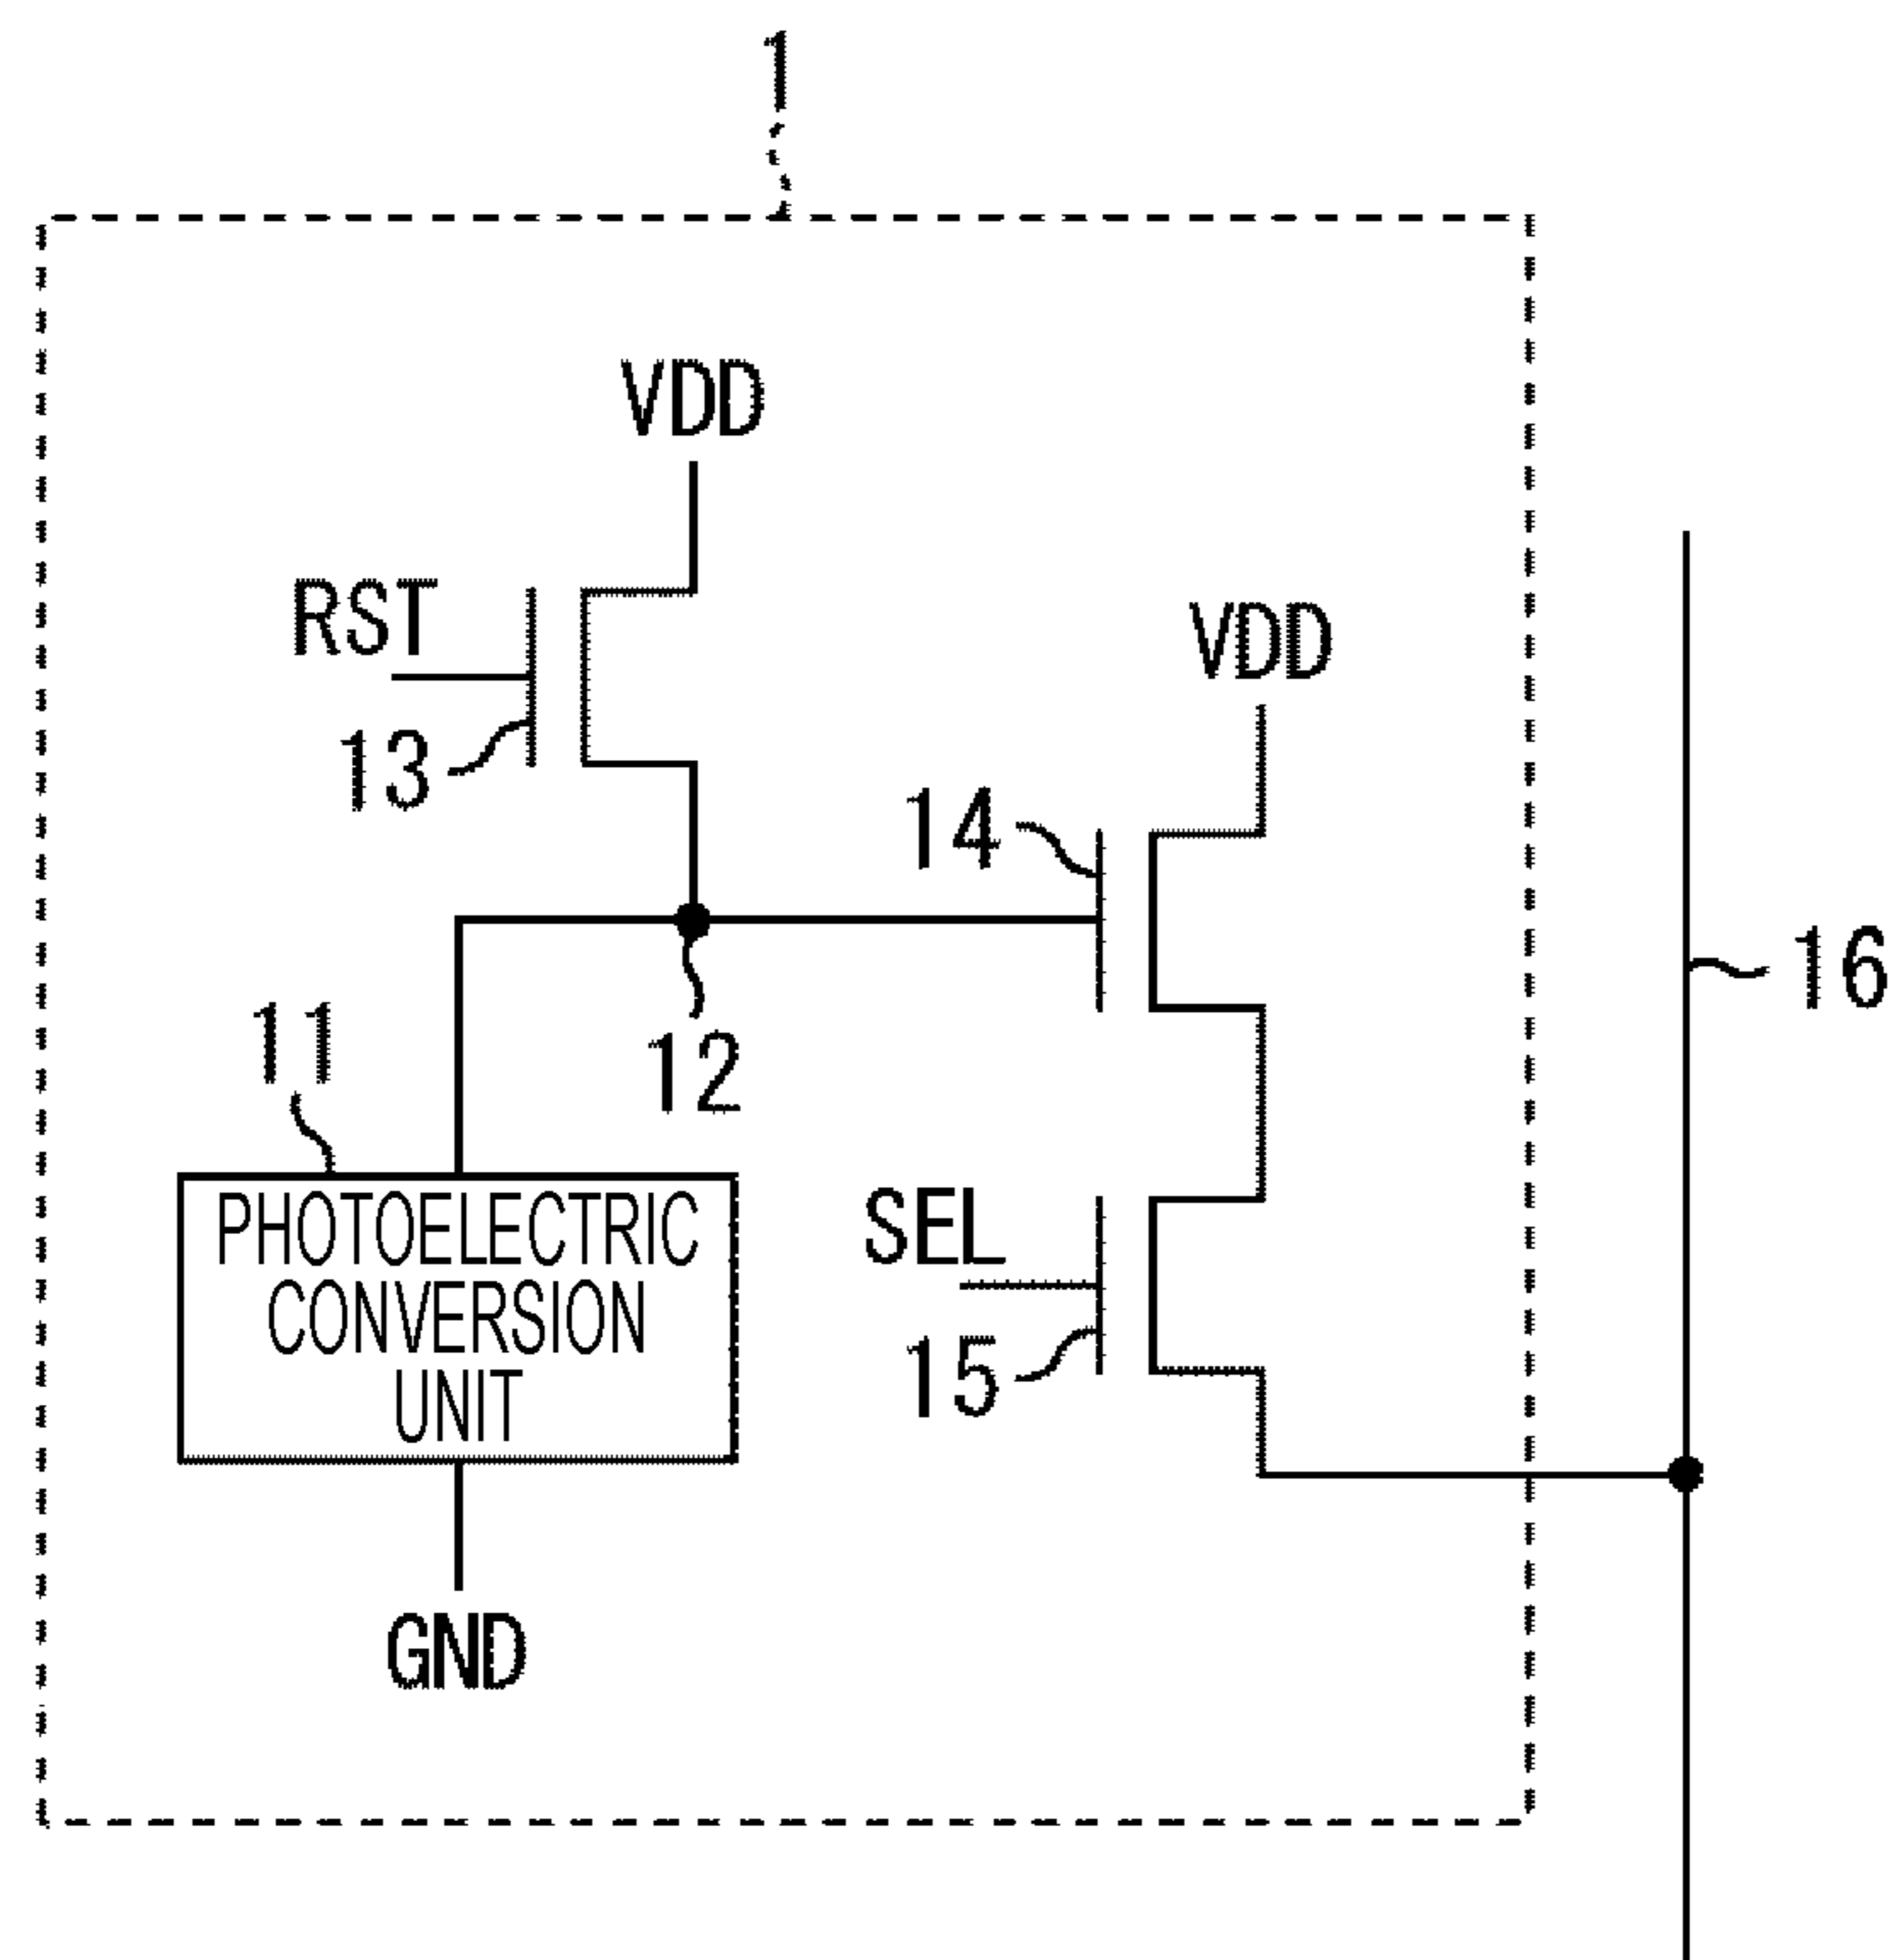 1
VDD
RST
VDD
13
14
16
11
12
PHOTOELECTRIC
CONVERSION
UNIT
SEL
15
GND